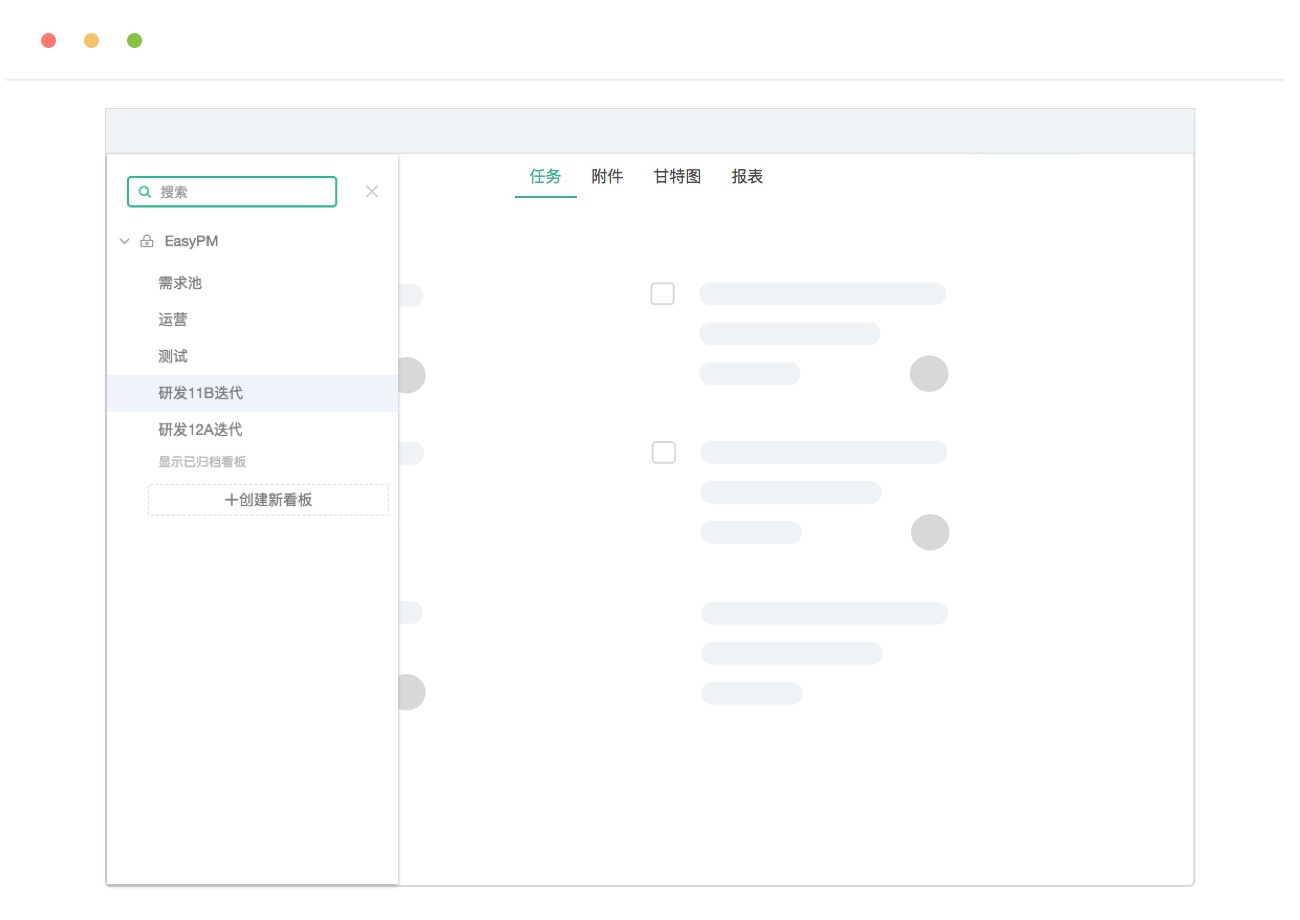 任务 附件 甘特图 报表
搜索
EasyPM
需求池
运营
测试
研发11B迭代
研发12A迭代
显示已归档看板
+创建新看板